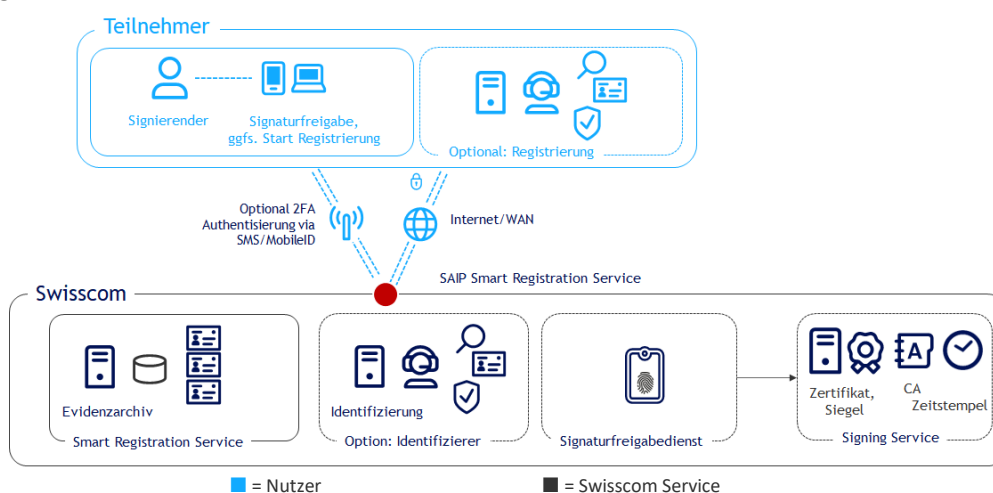 Teilnehmer
Signierender
Signaturfreigabe,
ggfs. Start Registrierung
Optional: Registrierung
Optional 2FA
Authentisierung via
SMS/MobileID
Internet/WAN
SAIP Smart Registration Service
Swisscom
Evidenzarchiv
Smart Registration Service
Identifizierung
Option: Identifizierer
Signaturfreigabedienst
A
Zertifikat,
Siegel
CA
Zeitstempel
Signing Service
= Nutzer
= Swisscom Service